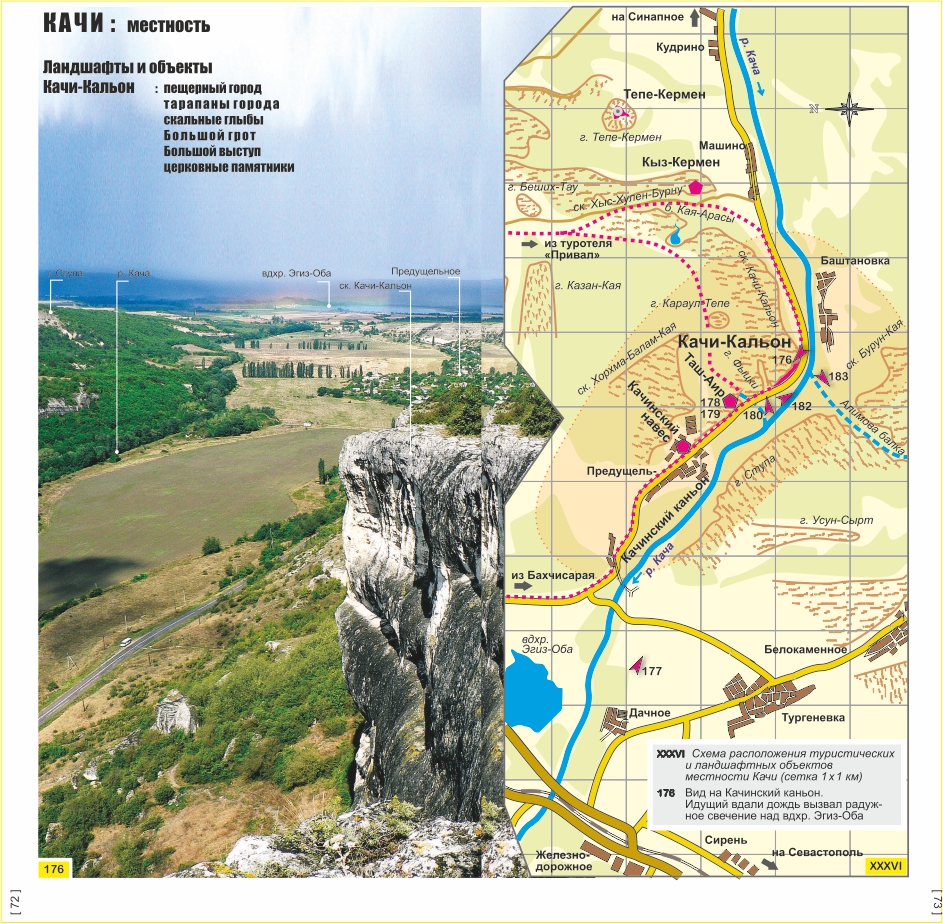 КАЧИ : местность
Ландшафты и объекты
Качи-Кальон : пещерный город
тарапаны города
скальные глыбы
Большой грот
Большой выступ
церковные памятники
г. Ступа
р. Кача
вдхр. Эгиз-Оба
Предущельное
ск. Качи-Кальон
176
[72]
на Синапное
Кудрино
р. Кача
Тепе-Кермен
N
г. Тепе-Кермен
Машино
Кыз-Кермен
г. Беших-Тау
ск. Хыс-Хулен-Бурну
б. Кая-Арасы
из туротеля
«Привал»
ск. Качи-Кальон
Баштановка
г. Казан-Кая
г. Караул-Тепе
Качи-Кальон
176
ск. Хорхма-Балам-Кая
ск. Бурун-Кая
г. Фышки
Таш-Аир
183
178
179
180
182
Алимова балка
Качинский
навес
Предущель-
г. Ступа
Качинский каньон
г. Усун-Сырт
р. Кача
из Бахчисарая
вдхр.
Эгиз-Оба
177
Белокаменное
Дачное
Тургеневка
XXXVI Схема расположения туристических
и ландшафтных объектов
местности Качи (сетка 1х1 км)
176 Вид на Качинский каньон.
Идущий вдали дождь вызвал радуж-
ное свечение над вдхр. Эгиз-Оба
Сирень
на Севастополь
Железно-
дорожное
XXXVI
[73]